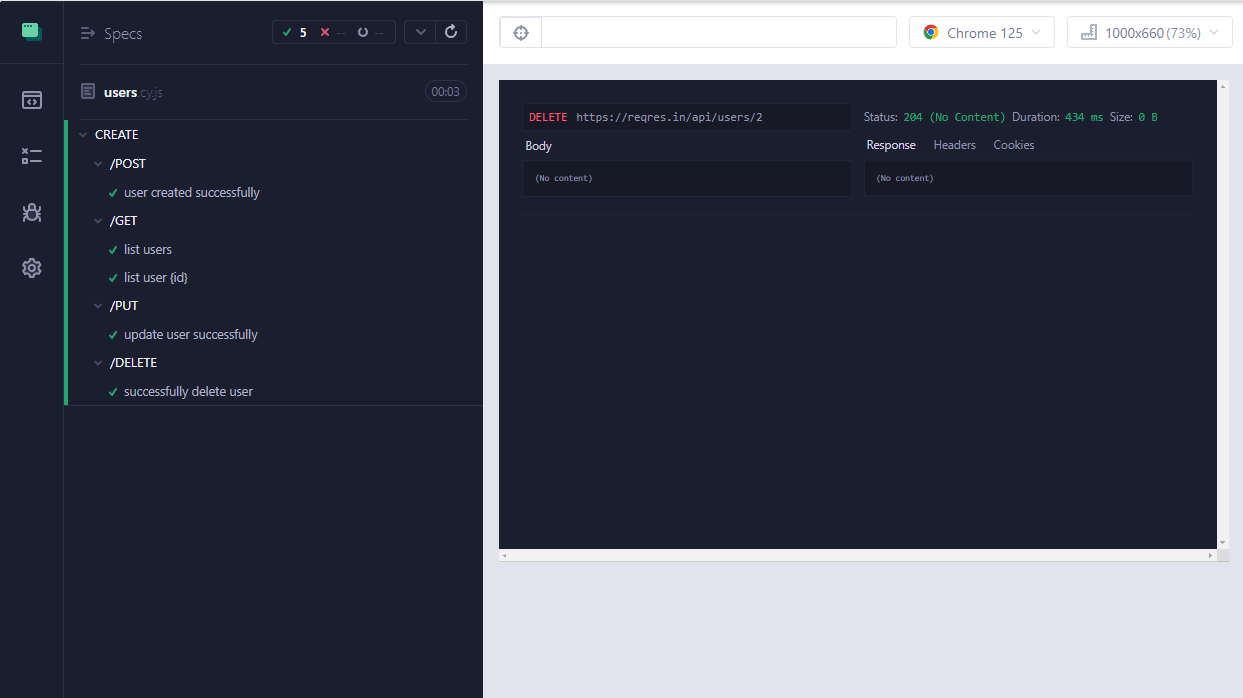 Specs
5 -- --
users cy.js 00:03
CREATE
/POST
user created successfully
/GET
list users
list user {id}
/PUT
update user successfully
/DELETE
successfully delete user
Chrome 125
1000x660 (73%)
DELETE https://reqres.in/api/users/2
Body
(No content)
Status: 204 (No Content) Duration: 434 ms Size: 0 B
Response Headers Cookies
(No content)